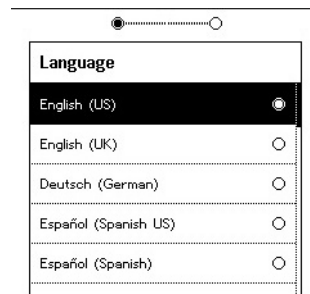 Language
English (US)
English (UK)
Deutsch (German)
Español (Spanish US)
Español (Spanish)